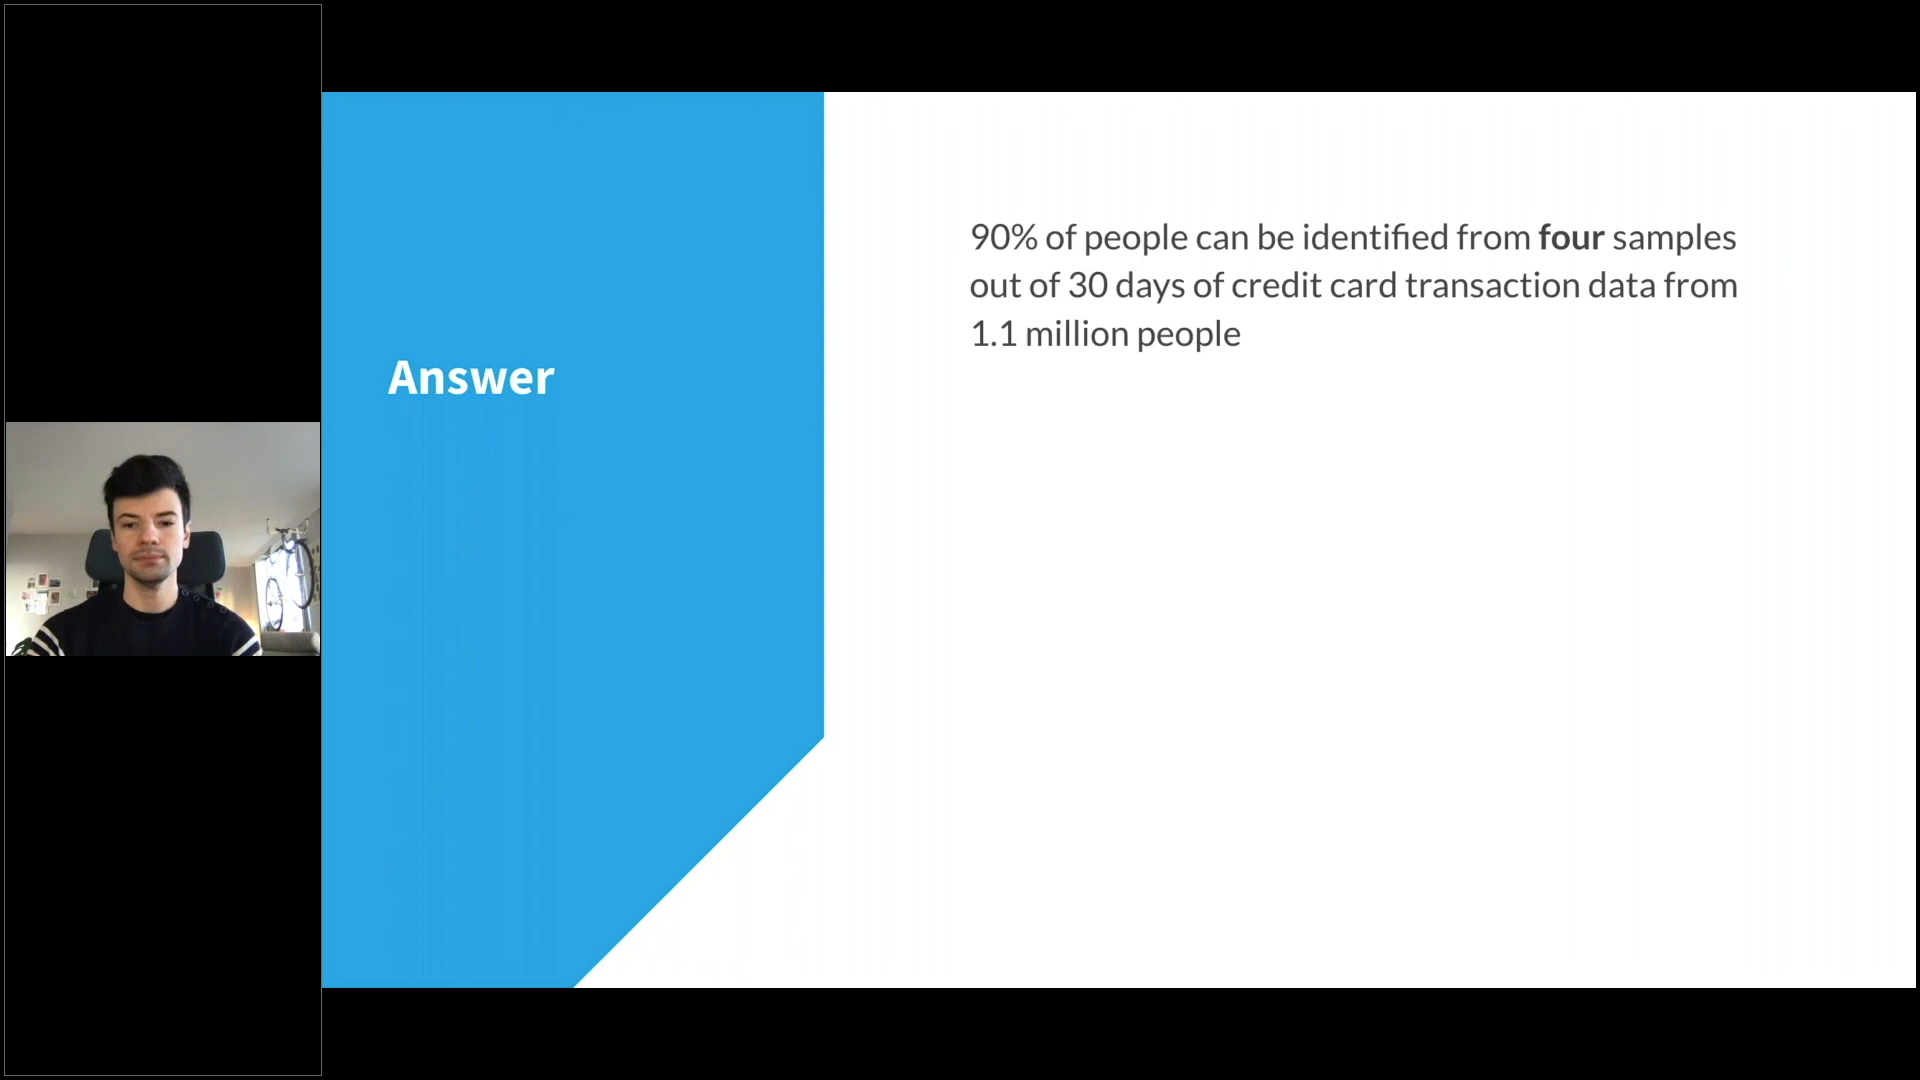 Answer
90% of people can be identified from four samples
out of 30 days of credit card transaction data from
1.1 million people